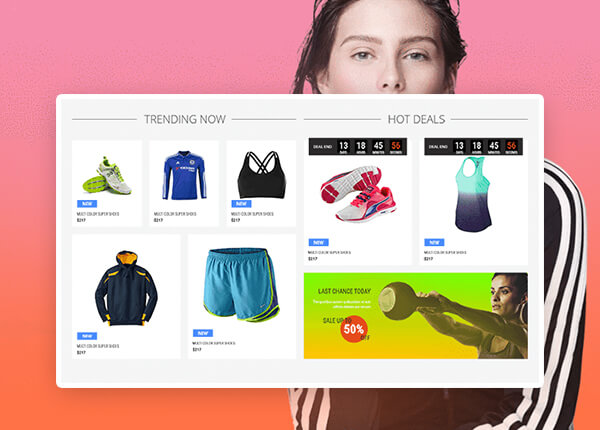 TRENDING NOW
NEW
MULTI COLOR SUPER SHOES
$217
MULTI COLOR SUPER SHOES
$217
NEW
MULTI COLOR SUPER SHOES
$217
NEW
MULTI COLOR SUPER SHOES
$217
NEW
MULTI COLOR SUPER SHOES
$217
HOT DEALS
DEAL END 13 18 45 56
DAYS HOURS MINUTES SECONDS
NEW
MULTI COLOR SUPER SHOES
$217
DEAL END 13 18 45 56
DAYS HOURS MINUTES SECONDS
NEW
MULTI COLOR SUPER SHOES
$217
LAST CHANCE TODAY
SALE UP TO
50%
OFF